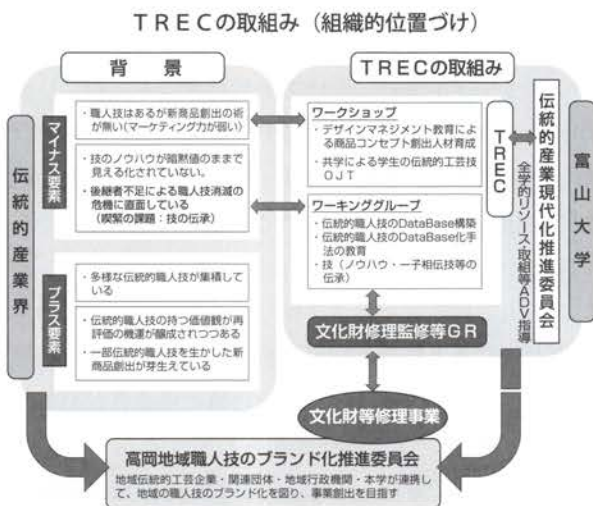 TRECの取組み(組織的位置づけ)
背 景
TRECの取組み
伝統的産業界
マイナス要素
・職人技はあるが新商品創出の術
が無い(マーケティング力が弱い)
・技のノウハウが暗黙値のままで
見える化されていない。
・後継者不足による職人技消滅の
危機に直面している
(喫緊の課題:技の伝承)
プラス要素
・多様な伝統的職人技が集積して
いる
・伝統的職人技の持つ価値観が再
評価の機運が醸成されつつある
・一部伝統的職人技を生かした新
商品創出が芽生えている
ワークショップ
・デザインマネジメント教育によ
る商品コンセプト創出人材育成
・共学による学生の伝統的工芸技
OJT
ワーキンググループ
・伝統的職人技のDataBase構築
・伝統的職人技のDataBase化手
法の教育
・技(ノウハウ・一子相伝技等の
伝承)
TREC
伝統的産業現代化推進委員会
全学的リソース・取組等ADV指導
富山大学
文化財修理監修等GR
文化財等修理事業
高岡地域職人技のブランド化推進委員会
地域伝統的工芸企業・関連団体・地域行政機関・本学が連携し
て、地域の職人技のブランド化を図り、事業創出を目指す